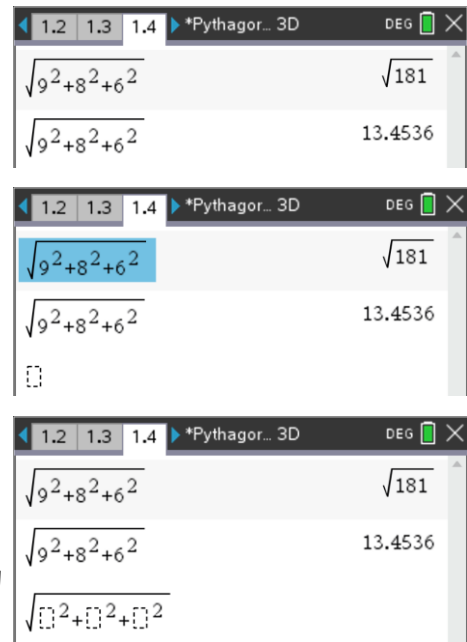 1.2 1.3 1.4 *Pythagor... 3D DEG
√(9²+8²+6²) √181
√(9²+8²+6²) 13.4536
1.2 1.3 1.4 *Pythagor... 3D DEG
√(9²+8²+6²) √181
√(9²+8²+6²) 13.4536
1.2 1.3 1.4 *Pythagor... 3D DEG
√(9²+8²+6²) √181
√(9²+8²+6²) 13.4536
√(▯²+▯²+▯²)